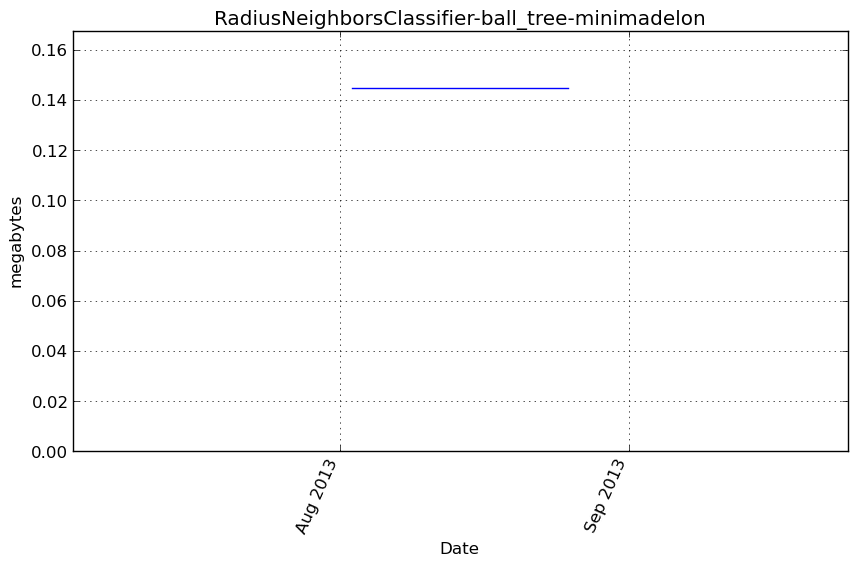 RadiusNeighborsClassifier-ball_tree-minimadelon
0.16
0.14
0.12
0.10
0.08
0.06
0.04
0.02
0.00
megabytes
Aug 2013
Sep 2013
Date